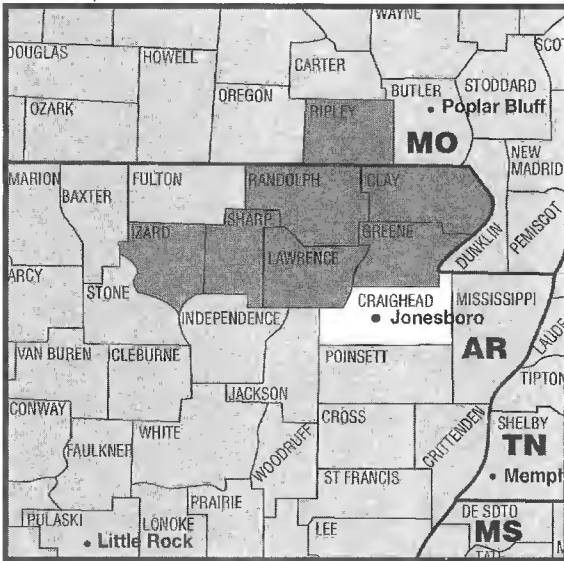 WAYNE
DOUGLAS
HOWELL
SCOT
CARTER
BUTLER
STODDARD
OREGON
OZARK
RIPLEY
Poplar Bluff
MO
NEW
MADRID
MARION
BAXTER
FULTON
RANDOLPH
CLAY
SHARP
IZARD
GREENE
DUNKLIN
PEMISCOT
LAWRENCE
ARCY
STONE
CRAIGHEAD
MISSISSIPPI
INDEPENDENCE
Jonesboro
LAUDE
VAN BUREN
CLEBURNE
POINSETT
AR
TIPTON
JACKSON
CONWAY
WHITE
CROSS
CRITTENDEN
SHELBY
FAULKNER
WOODRUFF
TN
ST FRANCIS
Memph
PRAIRIE
PULASKI
LONOKE
LEE
DE SOTO
Little Rock
MS
TATE
M